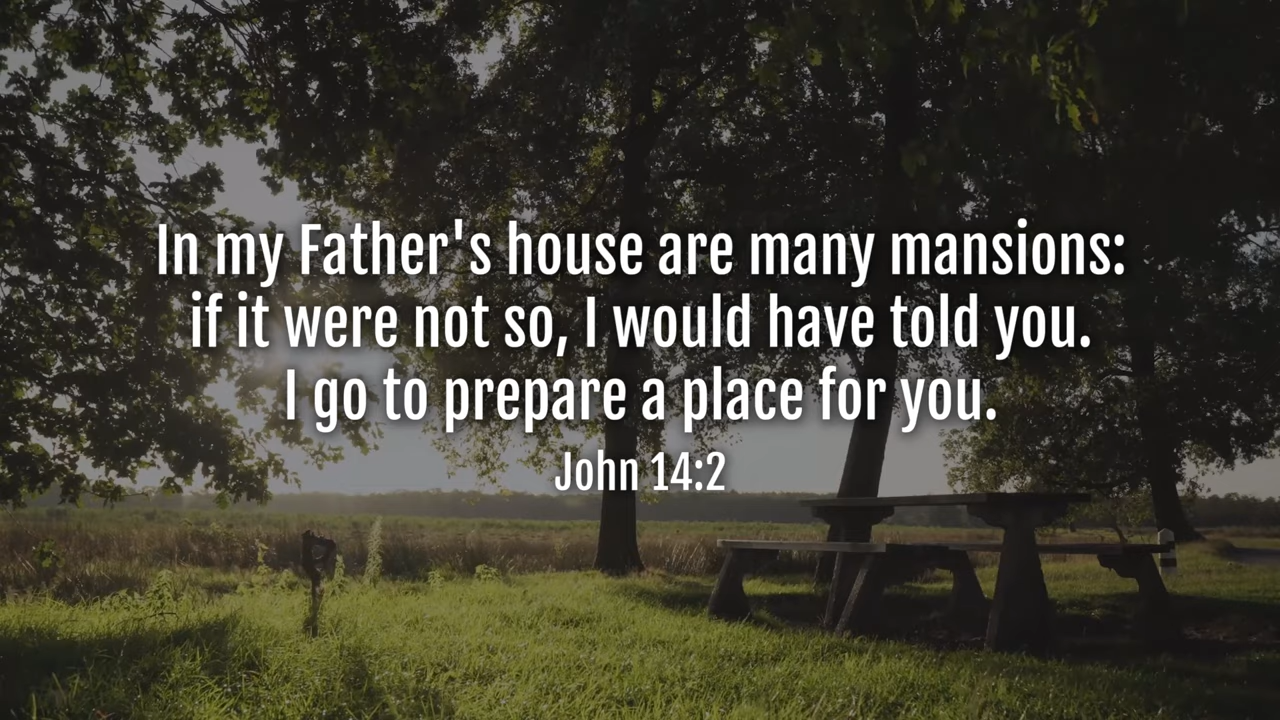 In my Father's house are many mansions:
if it were not so, I would have told you.
I go to prepare a place for you.
John 14:2